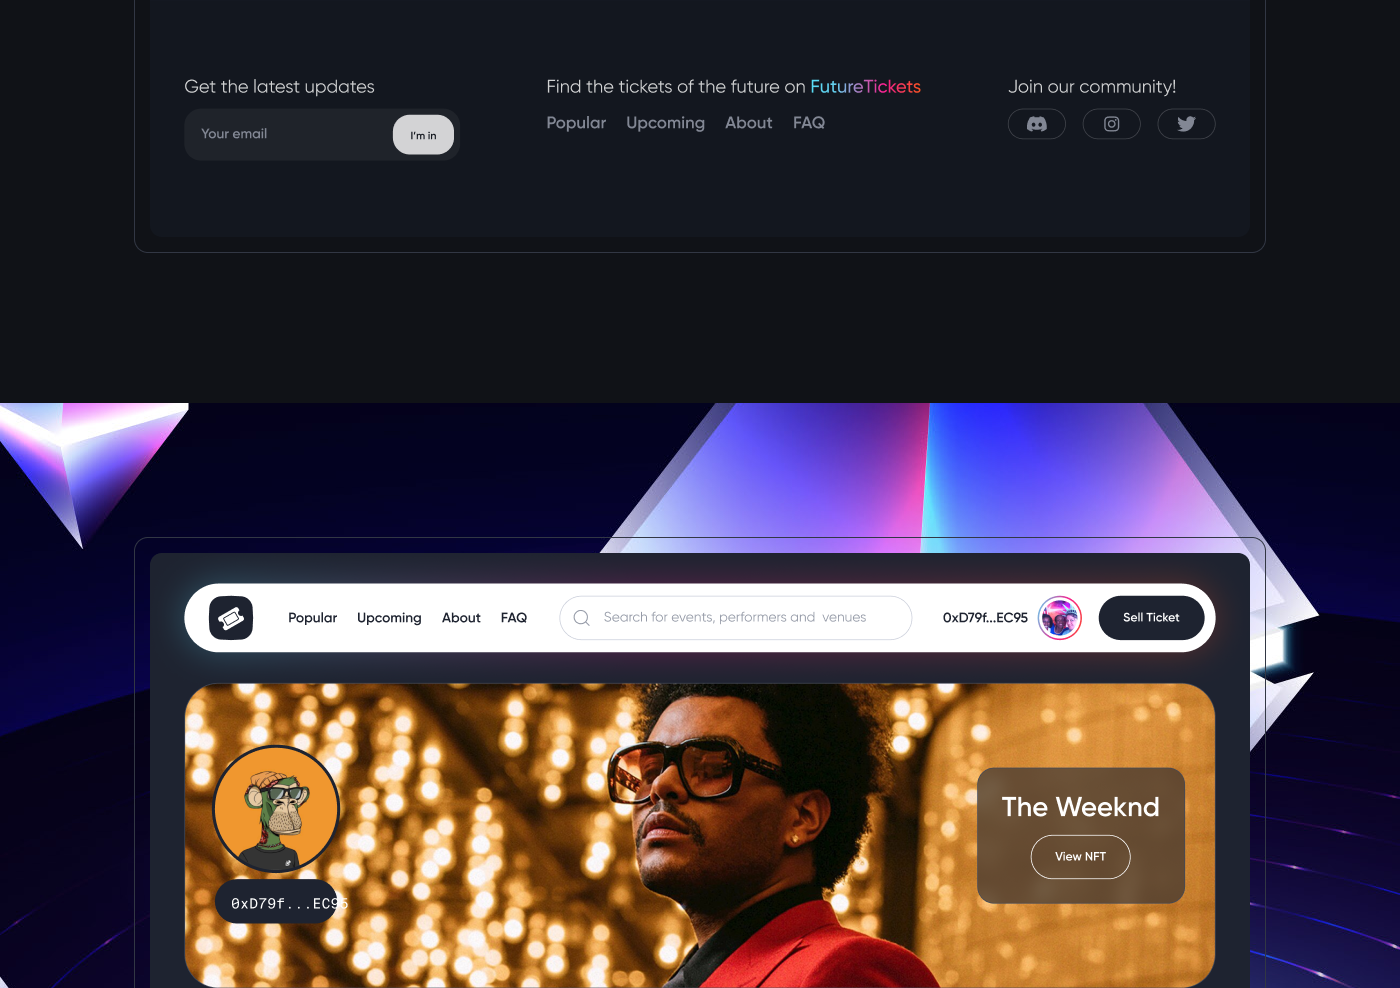 Get the latest updates
Your email
I'm in
Find the tickets of the future on FutureTickets
Popular Upcoming About FAQ
Join our community!
Popular Upcoming About FAQ
Search for events, performers and venues
0xD79f...EC95
Sell Ticket
0xD79f...EC95
The Weeknd
View NFT